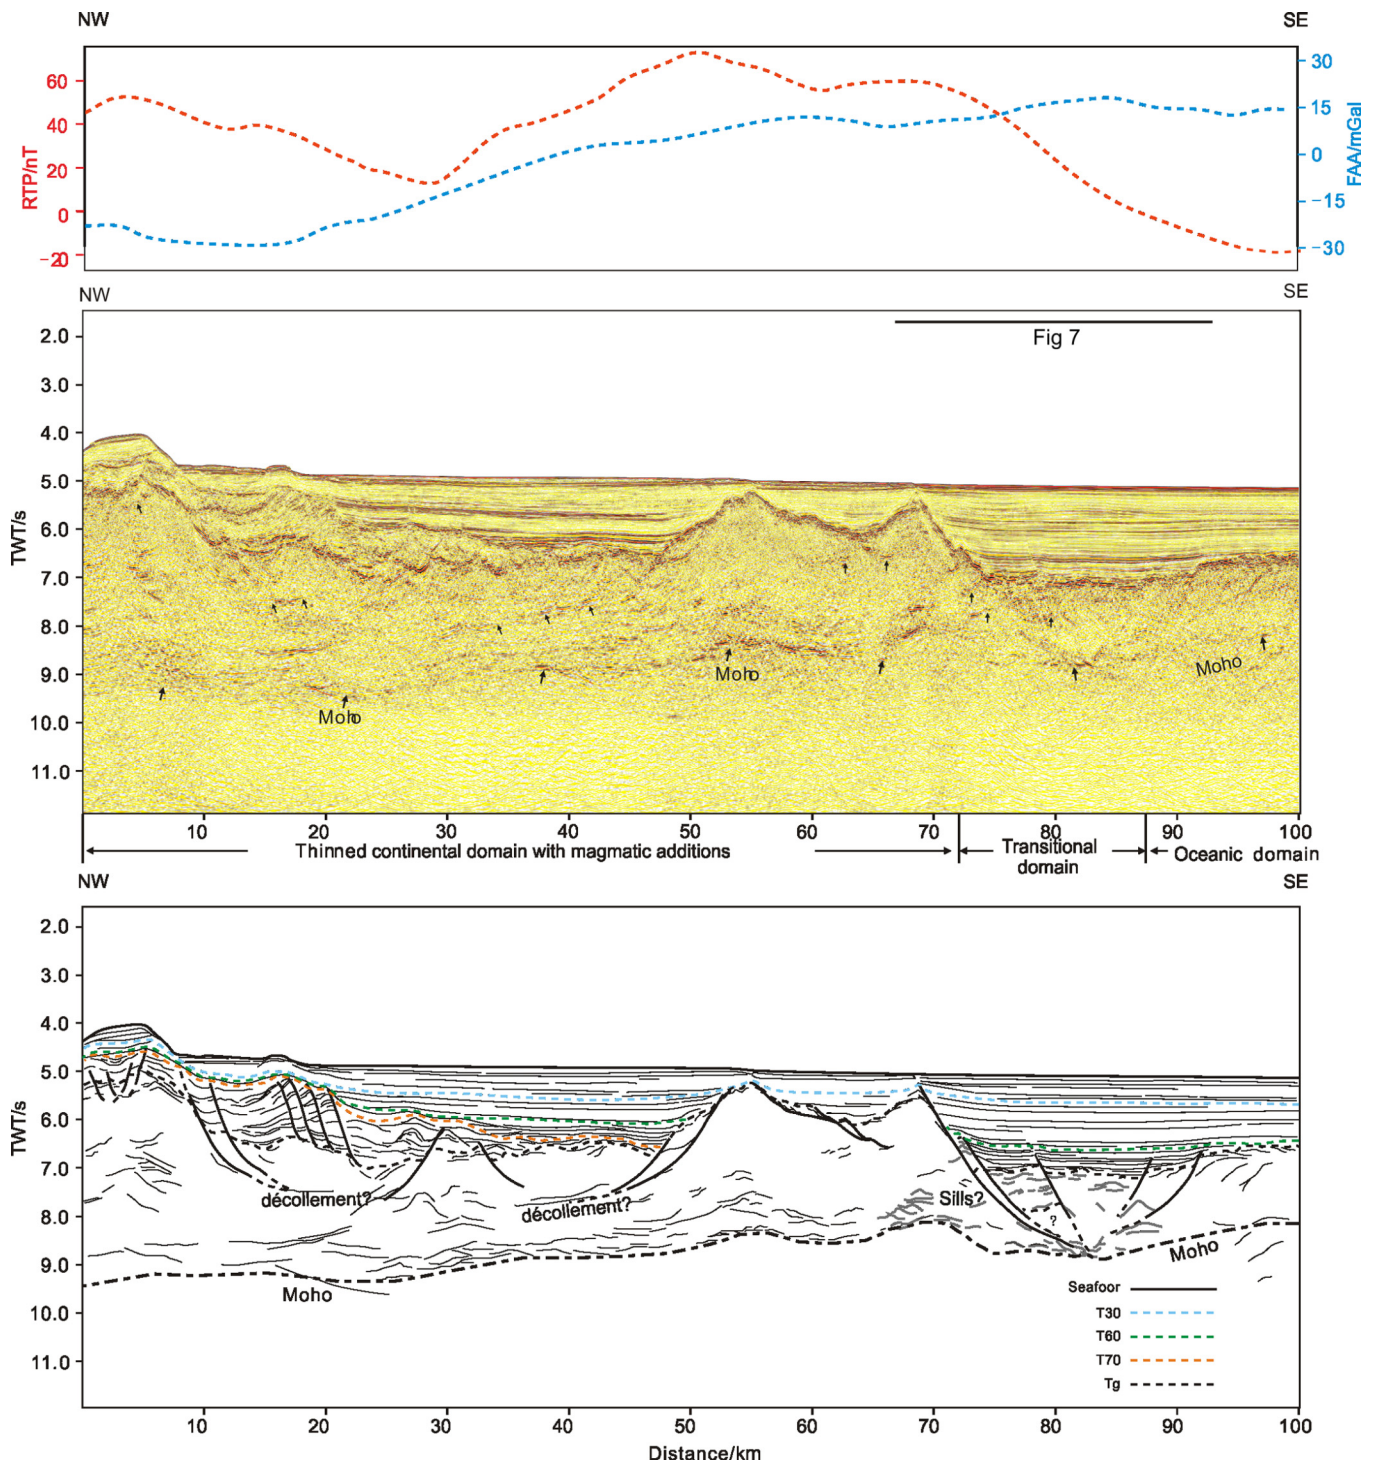 NW SE
60
40
20
0
−20
RTP/nT
30
15
0
−15
−30
FAA/mGal
NW SE
Fig 7
2.0
3.0
4.0
5.0
6.0
7.0
8.0
9.0
10.0
11.0
TWT/s
Moho
Moho
Moho
10 20 30 40 50 60 70 80 90 100
Thinned continental domain with magmatic additions
Transitional
domain
Oceanic domain
NW SE
2.0
3.0
4.0
5.0
6.0
7.0
8.0
9.0
10.0
11.0
TWT/s
décollement?
décollement?
Sills?
?
Moho
Moho
Seafoor
T30
T60
T70
Tg
10 20 30 40 50 60 70 80 90 100
Distance/km